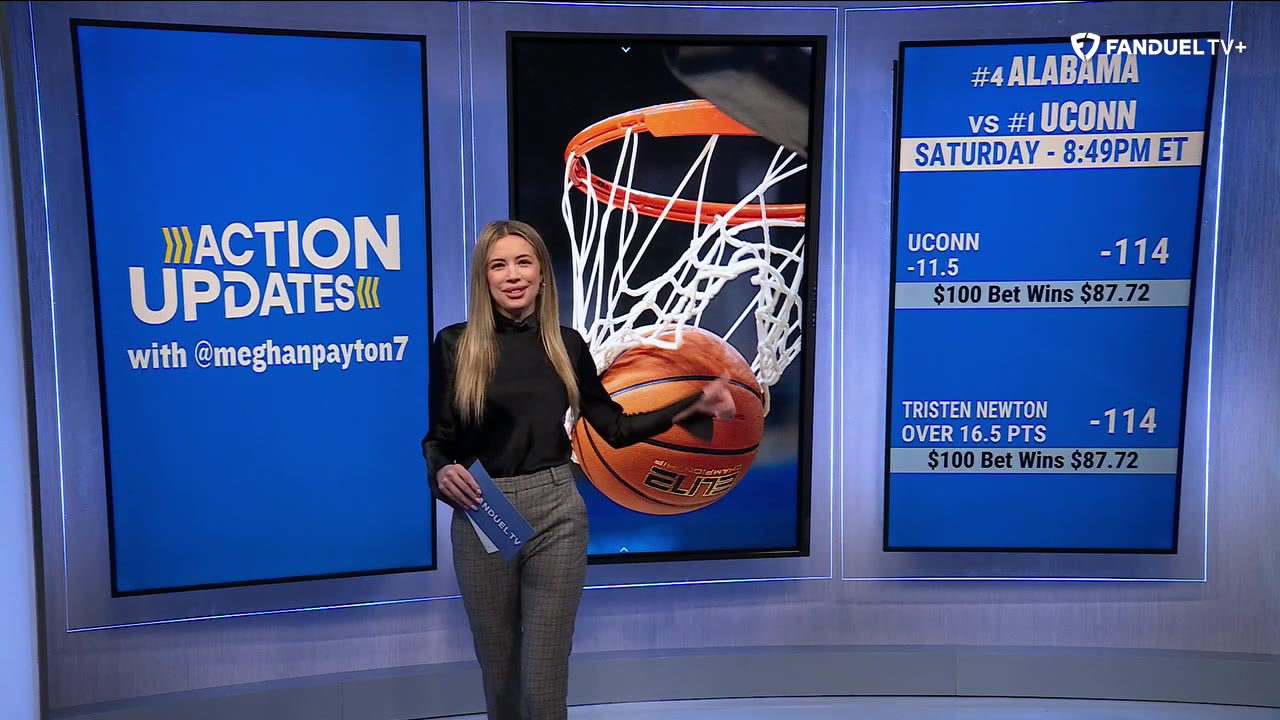 FANDUEL TV+
ACTION
UPDATES
with @meghanpayton7
#4 ALABAMA
VS #1 UCONN
SATURDAY - 8:49PM ET
UCONN
-11.5
-114
$100 Bet Wins $87.72
TRISTEN NEWTON
OVER 16.5 PTS
-114
$100 Bet Wins $87.72
ELITE
CHAMPIONSHIP
FANDUEL TV